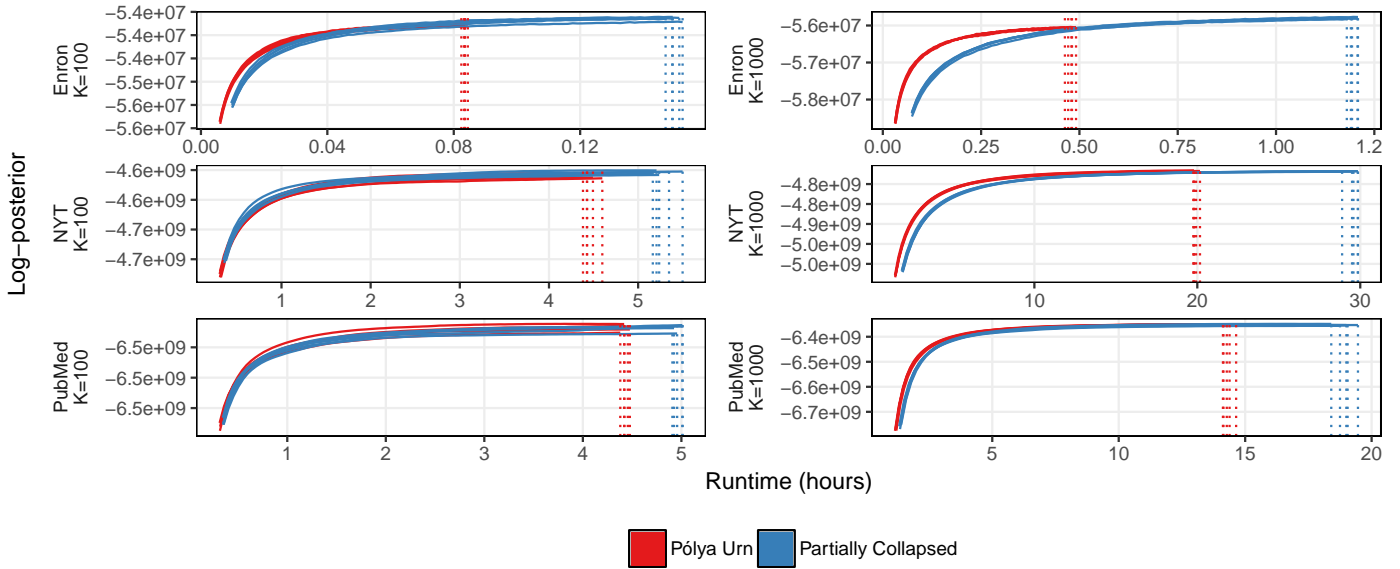 Log−posterior
Enron
K=100
−5.4e+07
−5.4e+07
−5.4e+07
−5.5e+07
−5.6e+07
−5.6e+07
0.00
0.04
0.08
0.12
Enron
K=1000
−5.6e+07
−5.7e+07
−5.8e+07
0.00
0.25
0.50
0.75
1.00
1.25
NYT
K=100
−4.6e+09
−4.6e+09
−4.7e+09
−4.7e+09
1
2
3
4
5
NYT
K=1000
−4.8e+09
−4.8e+09
−4.9e+09
−5.0e+09
−5.0e+09
10
20
30
PubMed
K=100
−6.5e+09
−6.5e+09
−6.5e+09
1
2
3
4
5
PubMed
K=1000
−6.4e+09
−6.5e+09
−6.6e+09
−6.7e+09
5
10
15
20
Runtime (hours)
Pólya Urn
Partially Collapsed